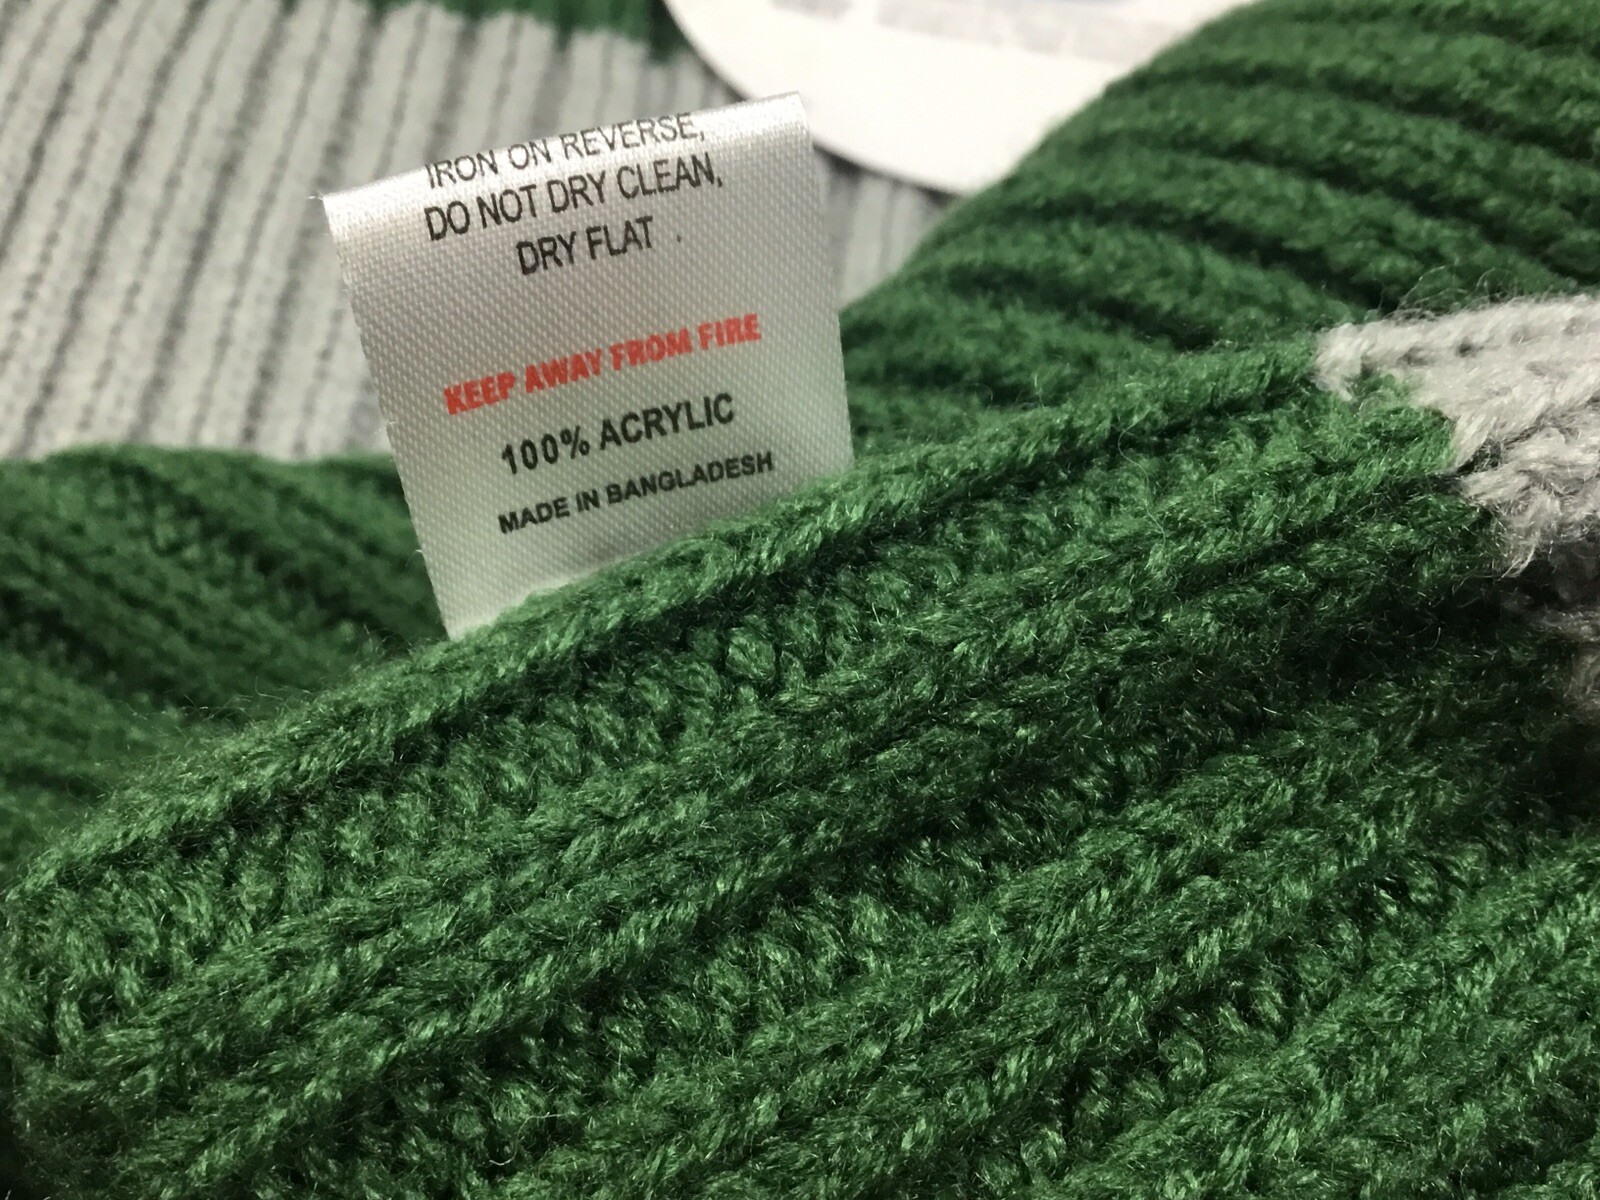 IRON ON REVERSE,
DO NOT DRY CLEAN,
DRY FLAT .
KEEP AWAY FROM FIRE
100% ACRYLIC
MADE IN BANGLADESH